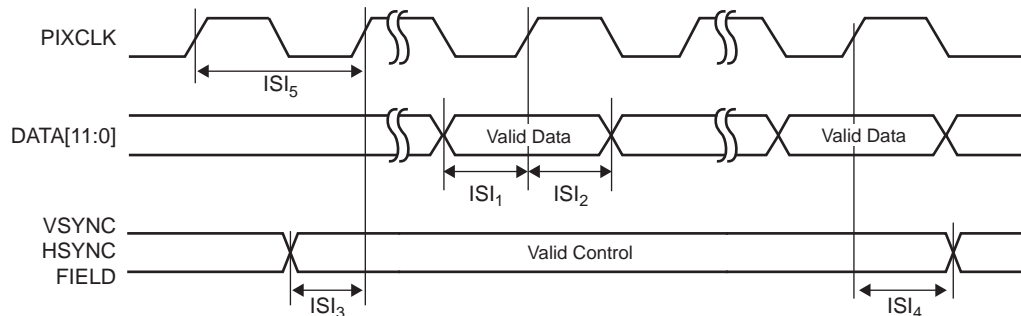 PIXCLK
ISI5
DATA[11:0]
Valid Data
Valid Data
ISI1
ISI2
VSYNC
HSYNC
FIELD
Valid Control
ISI3
ISI4